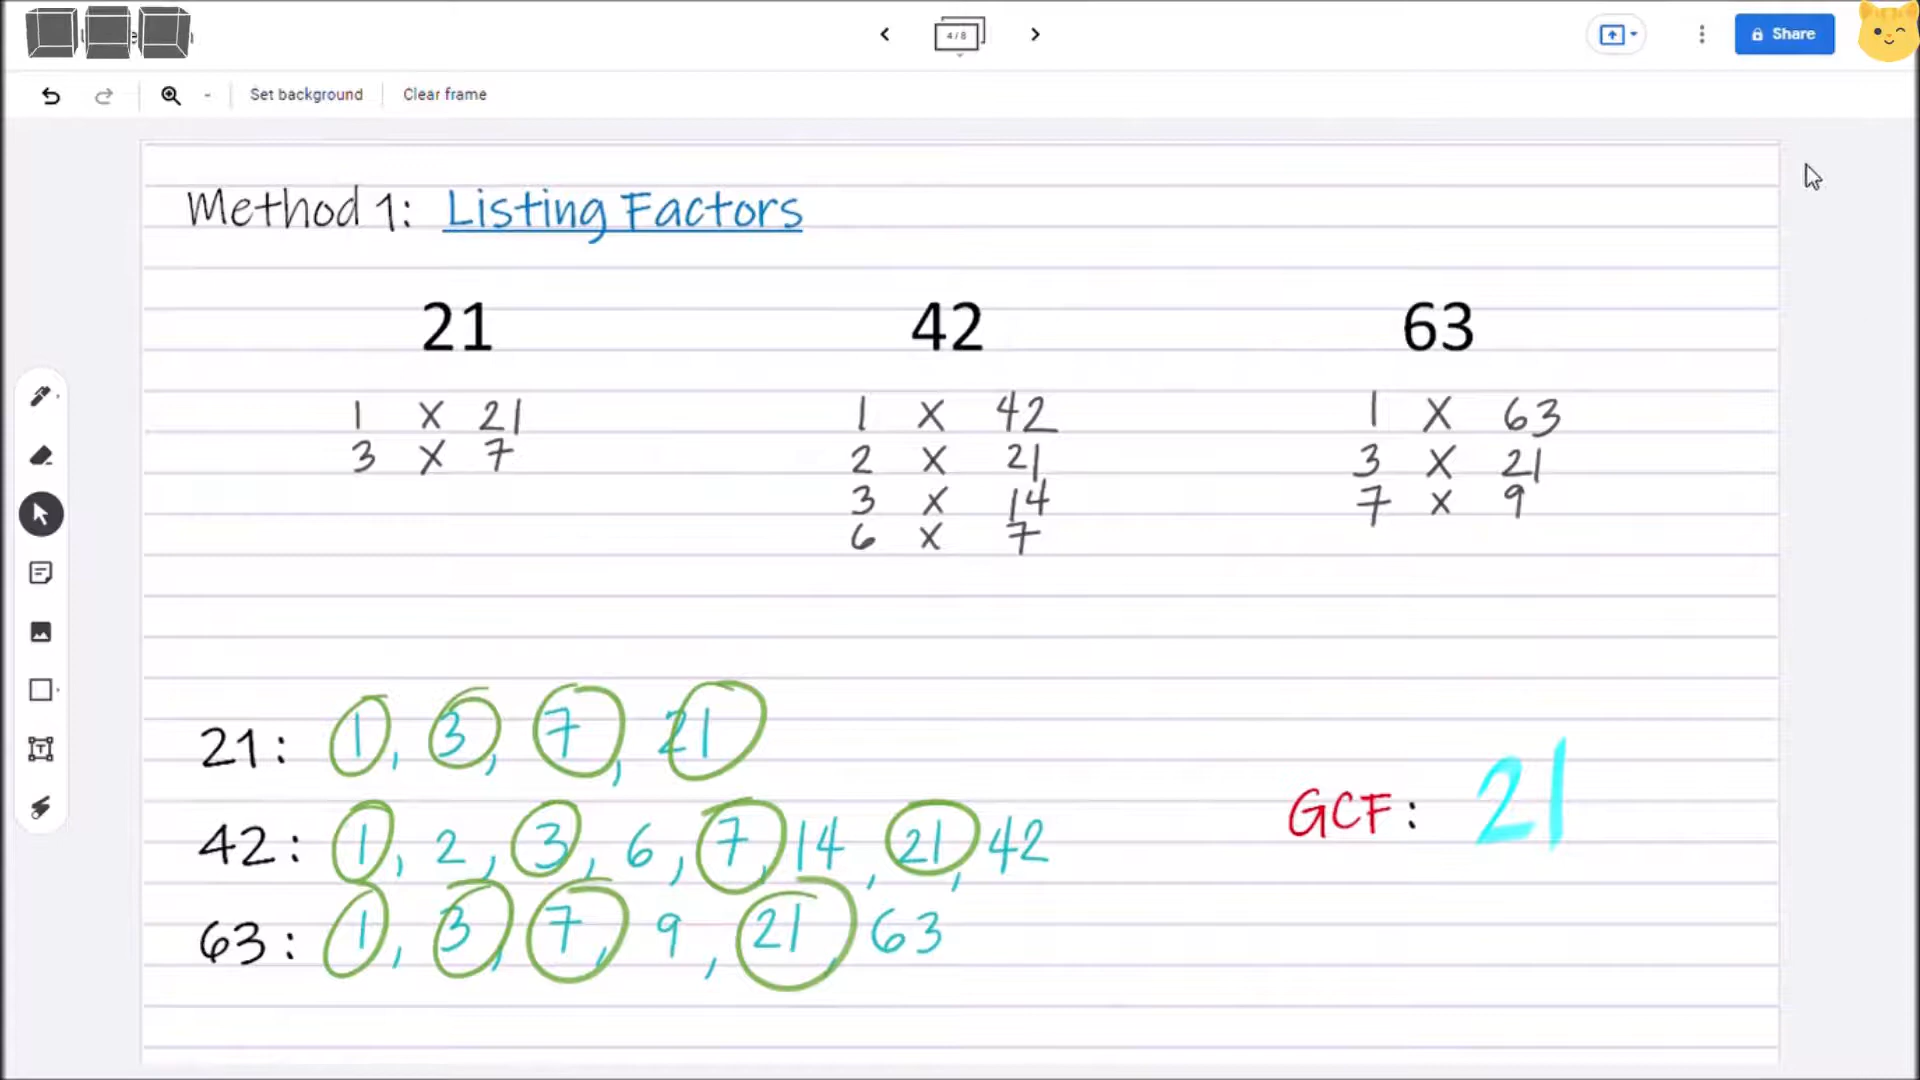 4/8
Share
Set background
Clear frame
Method 1: Listing Factors
21 42 63
1 X 21
3 X 7
1 X 42
2 X 21
3 X 14
6 X 7
1 X 63
3 X 21
7 X 9
21: 1, 3, 7, 21
42: 1, 2, 3, 6, 7, 14, 21, 42
63: 1, 3, 7, 9, 21, 63
GCF: 21